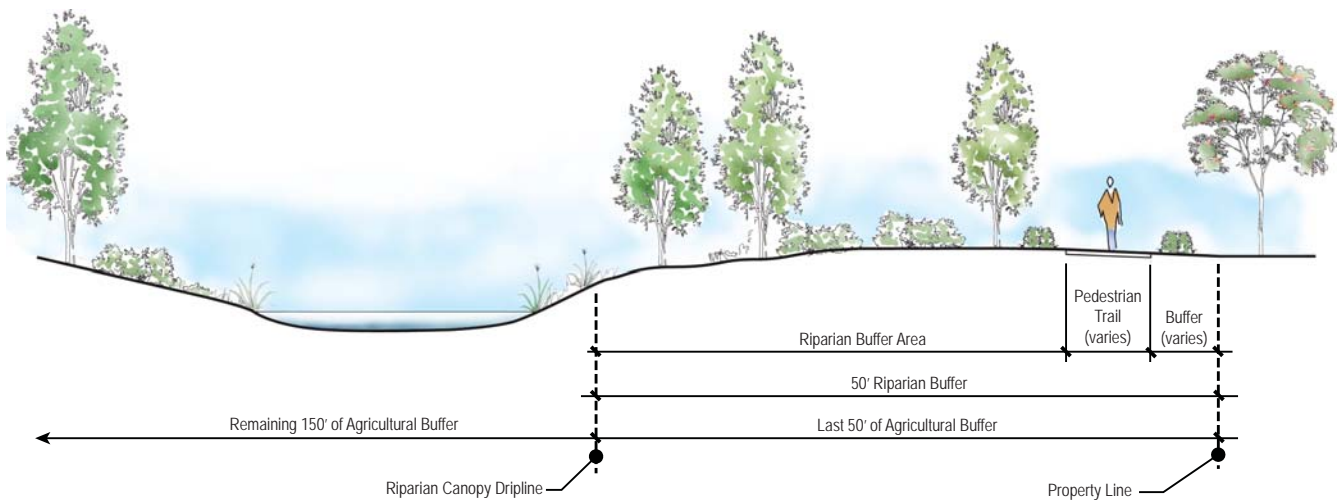 Pedestrian
Trail
(varies)
Buffer
(varies)
Riparian Buffer Area
50' Riparian Buffer
Remaining 150' of Agricultural Buffer
Last 50' of Agricultural Buffer
Riparian Canopy Dripline
Property Line